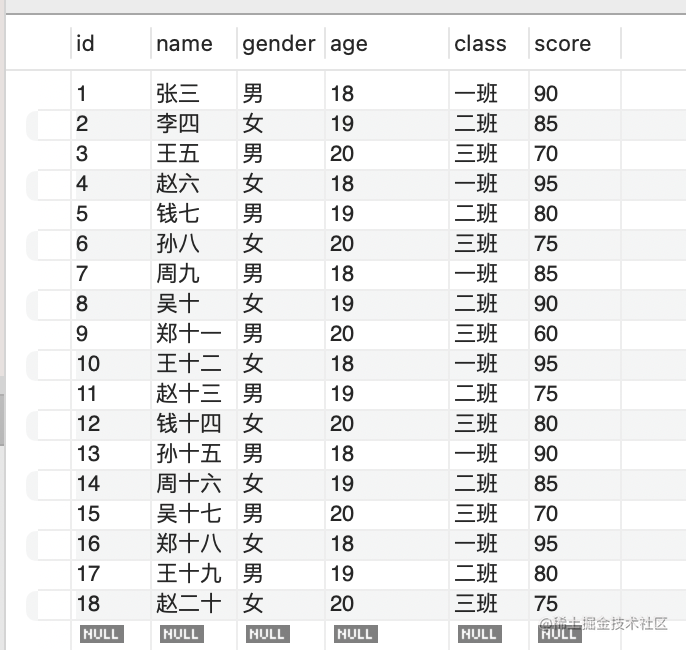 id name gender age class score
1 张三 男 18 一班 90
2 李四 女 19 二班 85
3 王五 男 20 三班 70
4 赵六 女 18 一班 95
5 钱七 男 19 二班 80
6 孙八 女 20 三班 75
7 周九 男 18 一班 85
8 吴十 女 19 二班 90
9 郑十一 男 20 三班 60
10 王十二 女 18 一班 95
11 赵十三 男 19 二班 75
12 钱十四 女 20 三班 80
13 孙十五 男 18 一班 90
14 周十六 女 19 二班 85
15 吴十七 男 20 三班 70
16 郑十八 女 18 一班 95
17 王十九 男 19 二班 80
18 赵二十 女 20 三班 75
NULL NULL NULL NULL NULL NULL
@稀土掘金技术社区